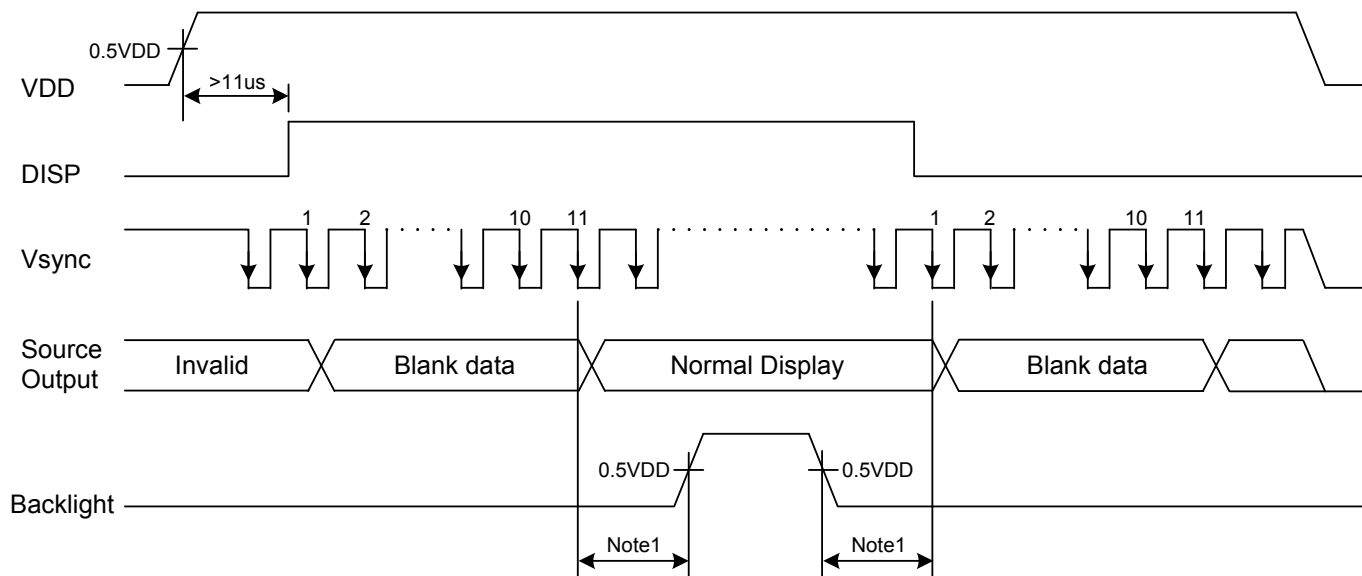 0.5VDD
VDD
>11us
DISP
1 2 10 11 1 2 10 11
Vsync
Source
Output
Invalid Blank data Normal Display Blank data
0.5VDD 0.5VDD
Backlight
Note1 Note1